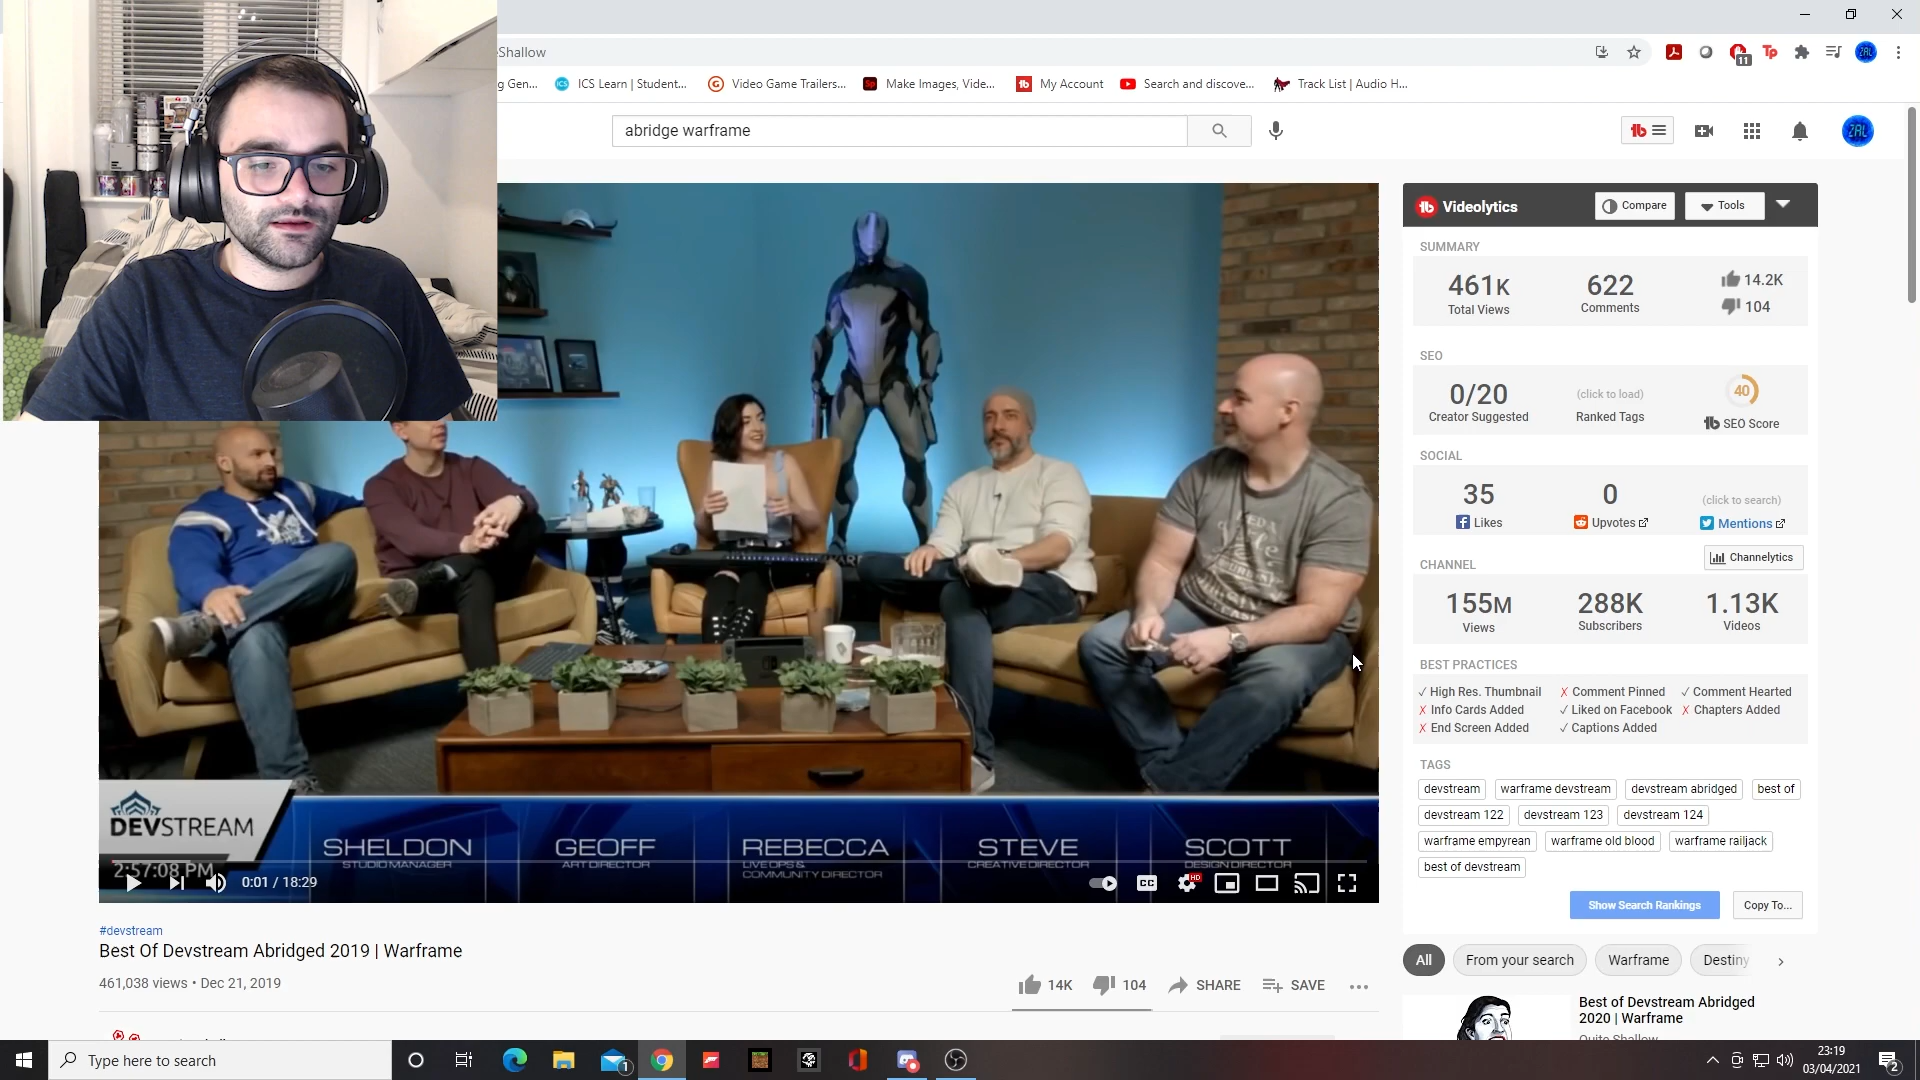 Shallow
g Gen...
ICS Learn | Student...
Video Game Trailers...
Make Images, Vide...
My Account
Search and discove...
Track List | Audio H...
11
abridge warframe
ZAL
Videolytics
Compare
Tools
SUMMARY
461K
Total Views
622
Comments
14.2K
104
SEO
0/20
Creator Suggested
(click to load)
Ranked Tags
40
SEO Score
SOCIAL
35
Likes
0
Upvotes
(click to search)
Mentions
CHANNEL
Channelytics
155M
Views
288K
Subscribers
1.13K
Videos
BEST PRACTICES
✓ High Res. Thumbnail
✗ Comment Pinned
✓ Comment Hearted
✗ Info Cards Added
✓ Liked on Facebook
✗ Chapters Added
✗ End Screen Added
✓ Captions Added
TAGS
devstream
warframe devstream
devstream abridged
best of
devstream 122
devstream 123
devstream 124
warframe empyrean
warframe old blood
warframe railjack
best of devstream
Show Search Rankings
Copy To...
DEVSTREAM
2:57:08 PM
SHELDON
STUDIO MANAGER
GEOFF
ART DIRECTOR
REBECCA
LIVE OPS &
COMMUNITY DIRECTOR
STEVE
CREATIVE DIRECTOR
SCOTT
DESIGN DIRECTOR
0:01 / 18:29
CC
HD
#devstream
Best Of Devstream Abridged 2019 | Warframe
461,038 views • Dec 21, 2019
14K
104
SHARE
SAVE
All
From your search
Warframe
Destiny
Best of Devstream Abridged
2020 | Warframe
Quite Shallow
Type here to search
1
23:19
03/04/2021
2